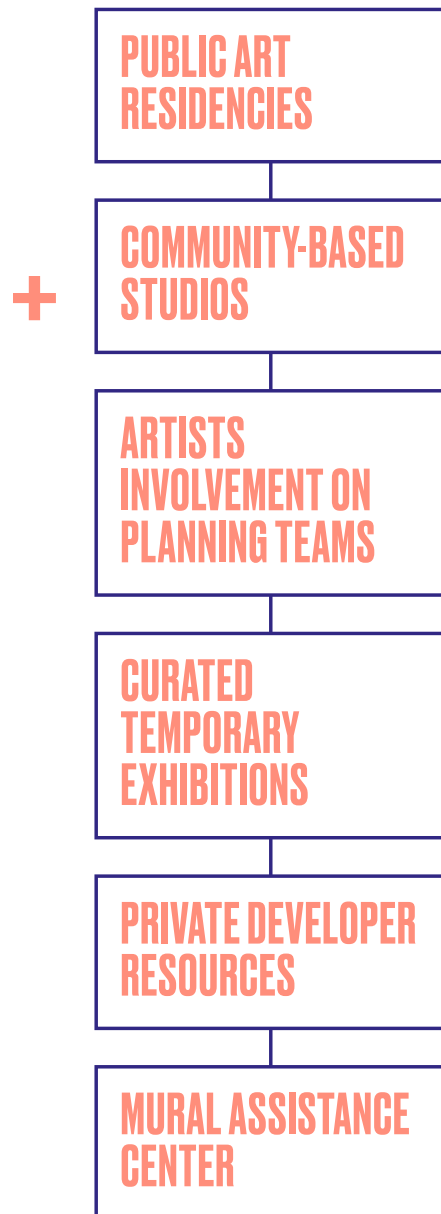 PUBLIC ART
RESIDENCIES
+
COMMUNITY-BASED
STUDIOS
ARTISTS
INVOLVEMENT ON
PLANNING TEAMS
CURATED
TEMPORARY
EXHIBITIONS
PRIVATE DEVELOPER
RESOURCES
MURAL ASSISTANCE
CENTER